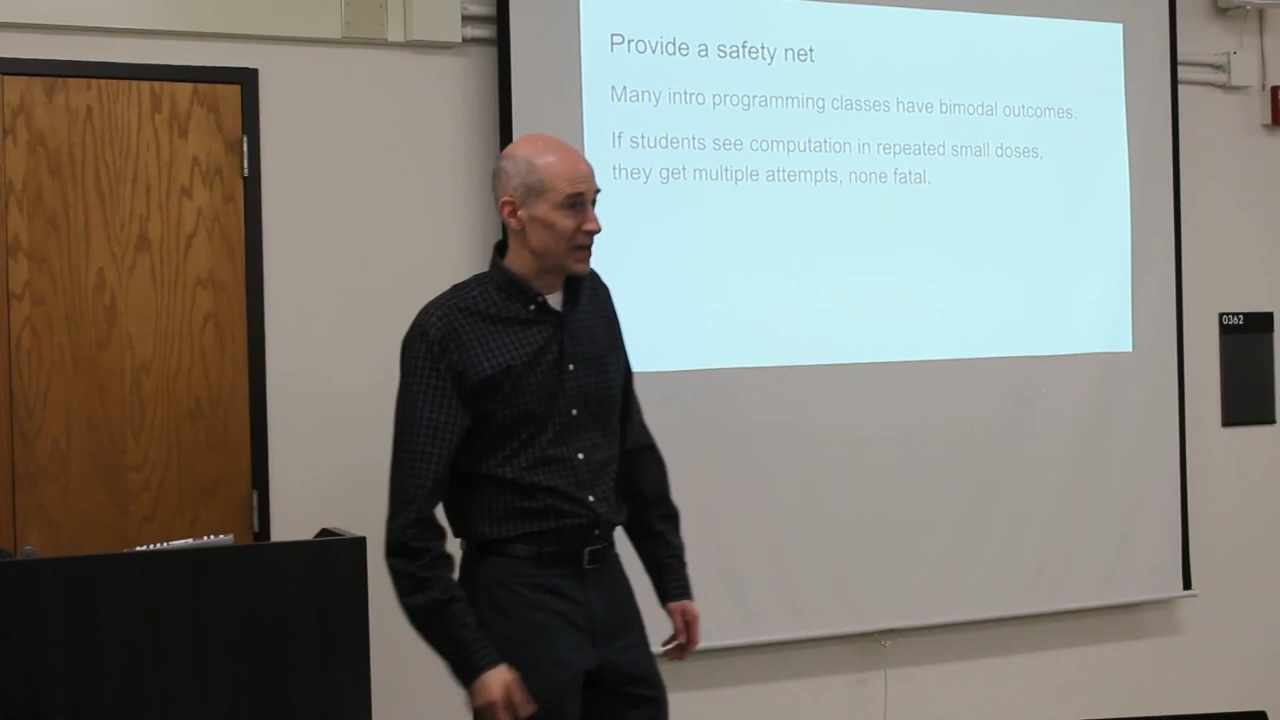 Provide a safety net
Many intro programming classes have bimodal outcomes.
If students see computation in repeated small doses,
they get multiple attempts, none fatal.
0362